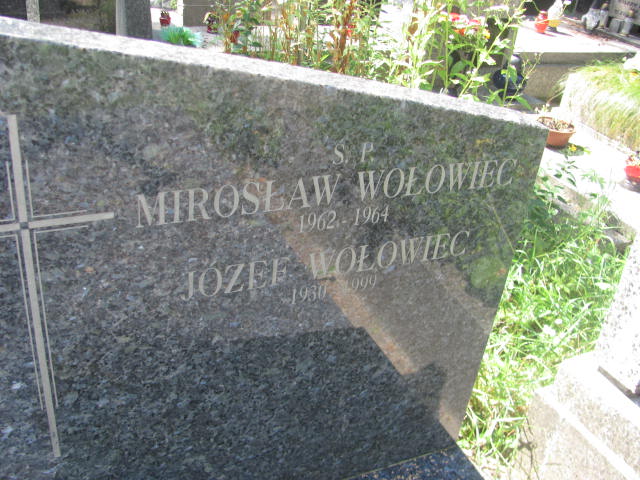 Ś. P.
MIROSŁAW WOŁOWIEC
1962 - 1964
JÓZEF WOŁOWIEC
1930 - 1999